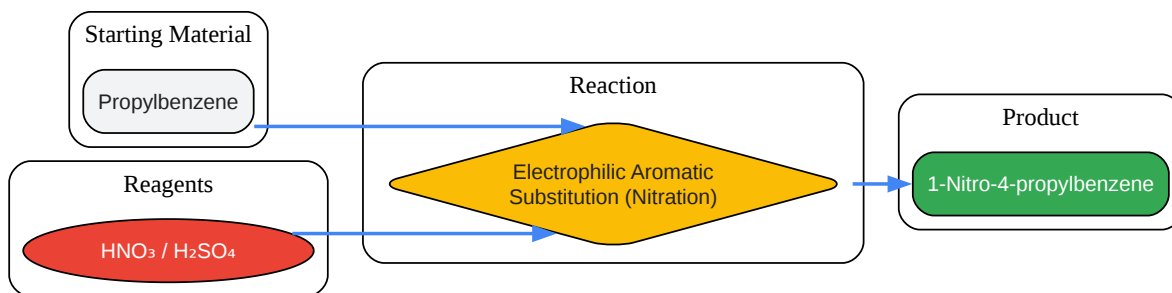 Starting Material
Propylbenzene
Reagents
HNO₃ / H₂SO₄
Reaction
Electrophilic Aromatic
Substitution (Nitration)
Product
1-Nitro-4-propylbenzene